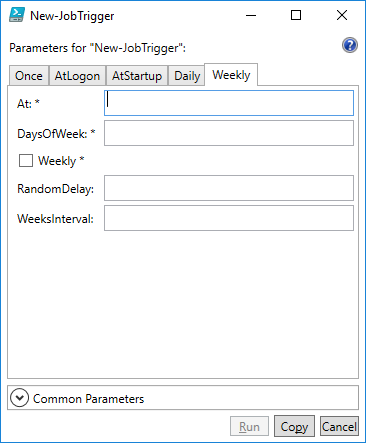 New-JobTrigger
Parameters for "New-JobTrigger":
?
Once AtLogon AtStartup Daily Weekly
At: *
DaysOfWeek: *
Weekly *
RandomDelay:
WeeksInterval:
Common Parameters
Run Copy Cancel